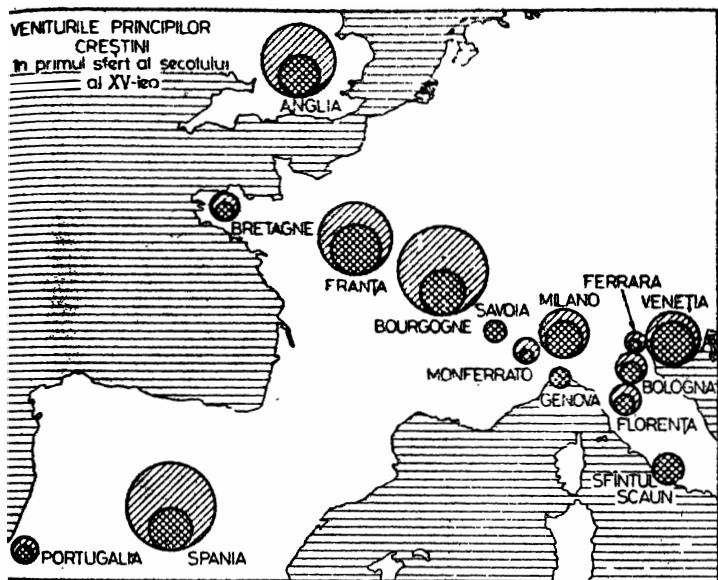 VENITURILE PRINCIPILOR
CREȘTINI
în primul sfert al secolului
al XV-lea
ANGLIA
BRETAGNE
FRANȚA
BOURGOGNE
SAVOIA
MILANO
FERRARA
VENEȚIA
MONFERRATO
GENOVA
BOLOGNA
FLORENȚA
SFÎNTUL
SCAUN
PORTUGALIA
SPANIA